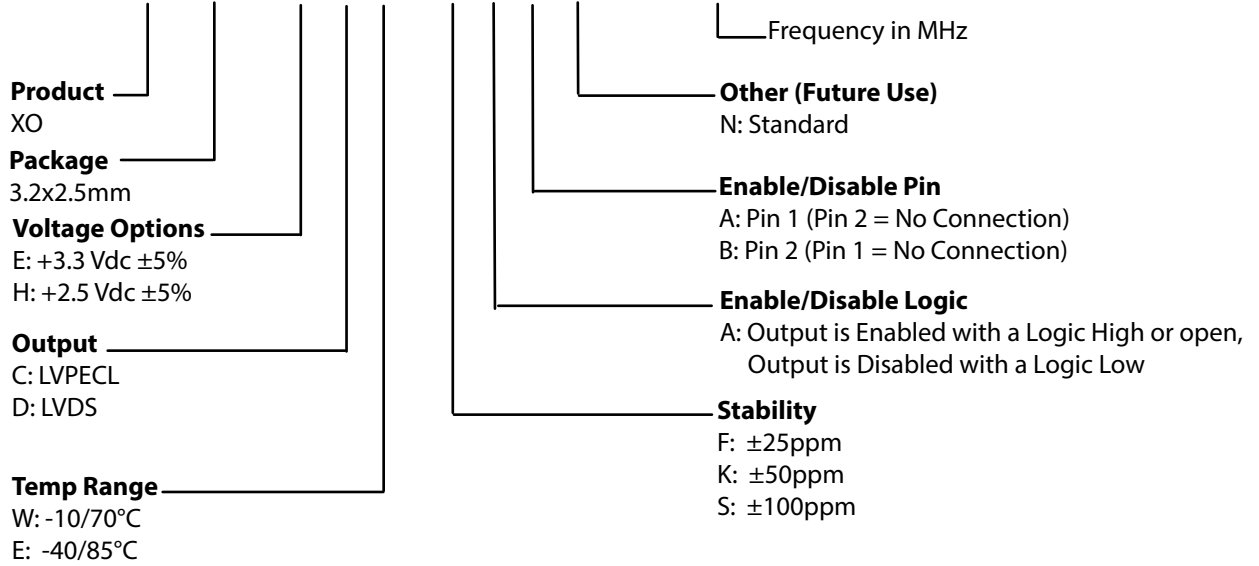 Frequency in MHz
Product
XO
Package
3.2x2.5mm
Voltage Options
E: +3.3 Vdc ±5%
H: +2.5 Vdc ±5%
Output
C: LVPECL
D: LVDS
Temp Range
W: -10/70°C
E: -40/85°C
Other (Future Use)
N: Standard
Enable/Disable Pin
A: Pin 1 (Pin 2 = No Connection)
B: Pin 2 (Pin 1 = No Connection)
Enable/Disable Logic
A: Output is Enabled with a Logic High or open,
Output is Disabled with a Logic Low
Stability
F: ±25ppm
K: ±50ppm
S: ±100ppm